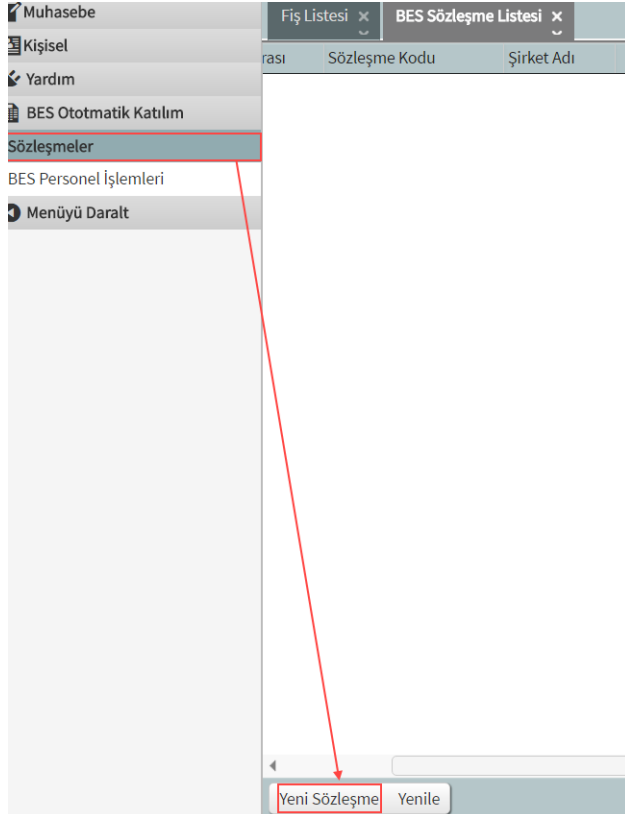 Muhasebe
Kişisel
Yardım
BES Ototmatik Katılım
Sözleşmeler
BES Personel İşlemleri
Menüyü Daralt
Fiş Listesi
BES Sözleşme Listesi
rası Sözleşme Kodu Şirket Adı
Yeni Sözleşme Yenile